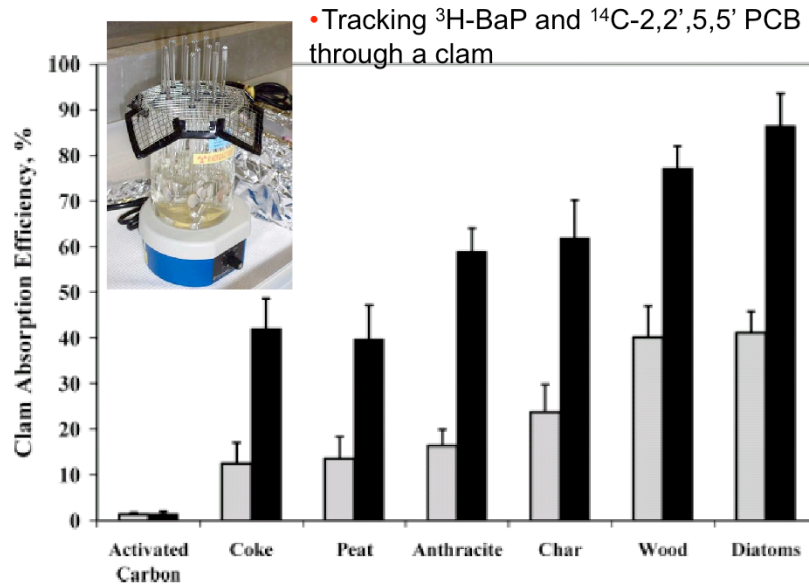 •Tracking ³H-BaP and ¹⁴C-2,2’,5,5’ PCB
through a clam
Clam Absorption Efficiency, %
100
90
80
70
60
50
40
30
20
10
0
Activated
Carbon
Coke
Peat
Anthracite
Char
Wood
Diatoms